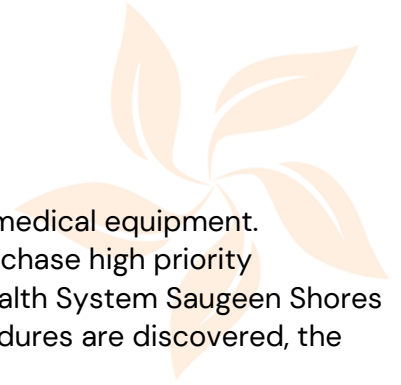 medical equipment.
chase high priority
alth System Saugeen Shores
dures are discovered, the